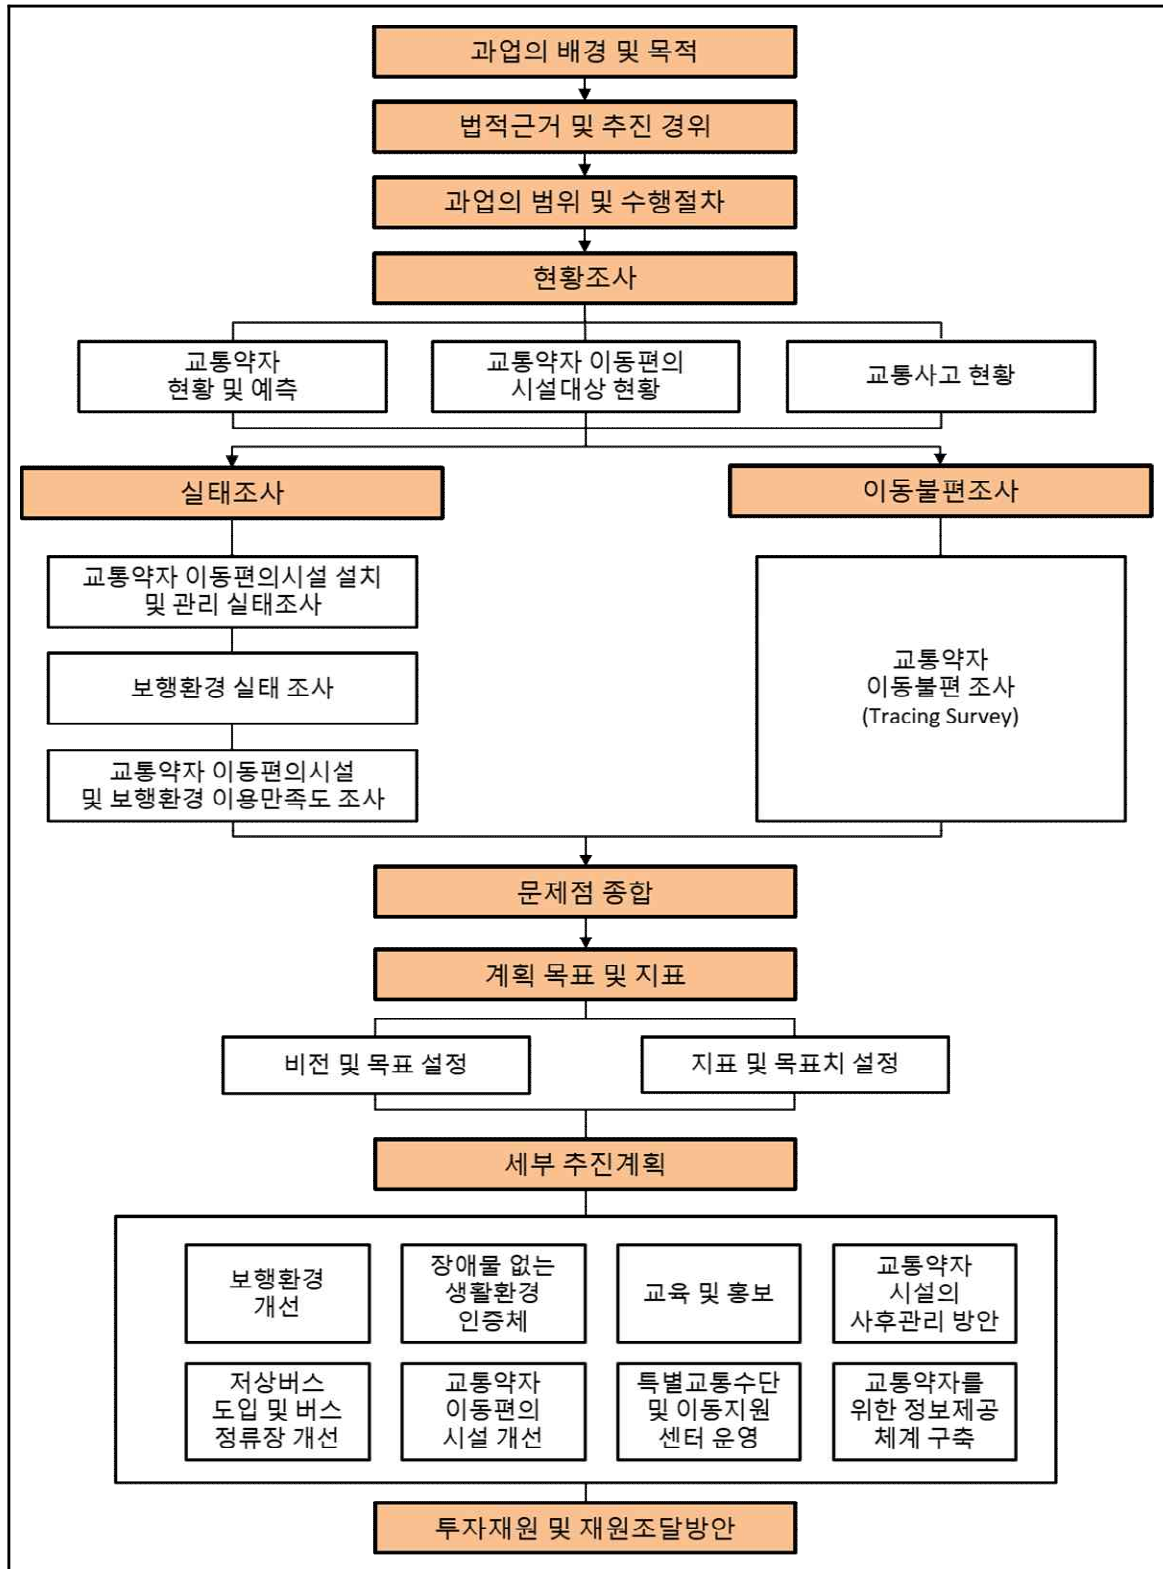 과업의 배경 및 목적
법적근거 및 추진 경위
과업의 범위 및 수행절차
현황조사
교통약자
현황 및 예측
교통약자 이동편의
시설대상 현황
교통사고 현황
실태조사
이동불편조사
교통약자 이동편의시설 설치
및 관리 실태조사
보행환경 실태 조사
교통약자 이동편의시설
및 보행환경 이용만족도 조사
교통약자
이동불편 조사
(Tracing Survey)
문제점 종합
계획 목표 및 지표
비전 및 목표 설정
지표 및 목표치 설정
세부 추진계획
보행환경
개선
장애물 없는
생활환경
인증체
교육 및 홍보
교통약자
시설의
사후관리 방안
저상버스
도입 및 버스
정류장 개선
교통약자
이동편의
시설 개선
특별교통수단
및 이동지원
센터 운영
교통약자를
위한 정보제공
체계 구축
투자재원 및 재원조달방안